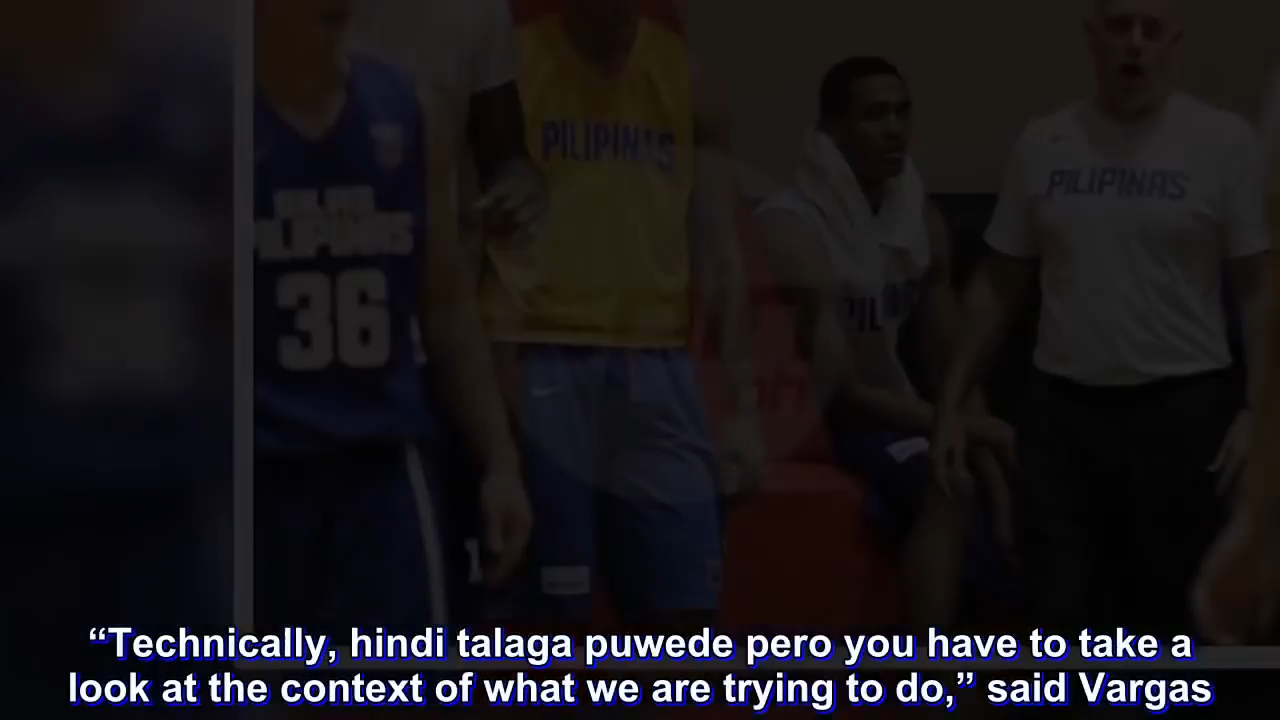 PILIPINAS
PILIPINAS
PILIPINAS
36
“Technically, hindi talaga puwede pero you have to take a
look at the context of what we are trying to do,” said Vargas